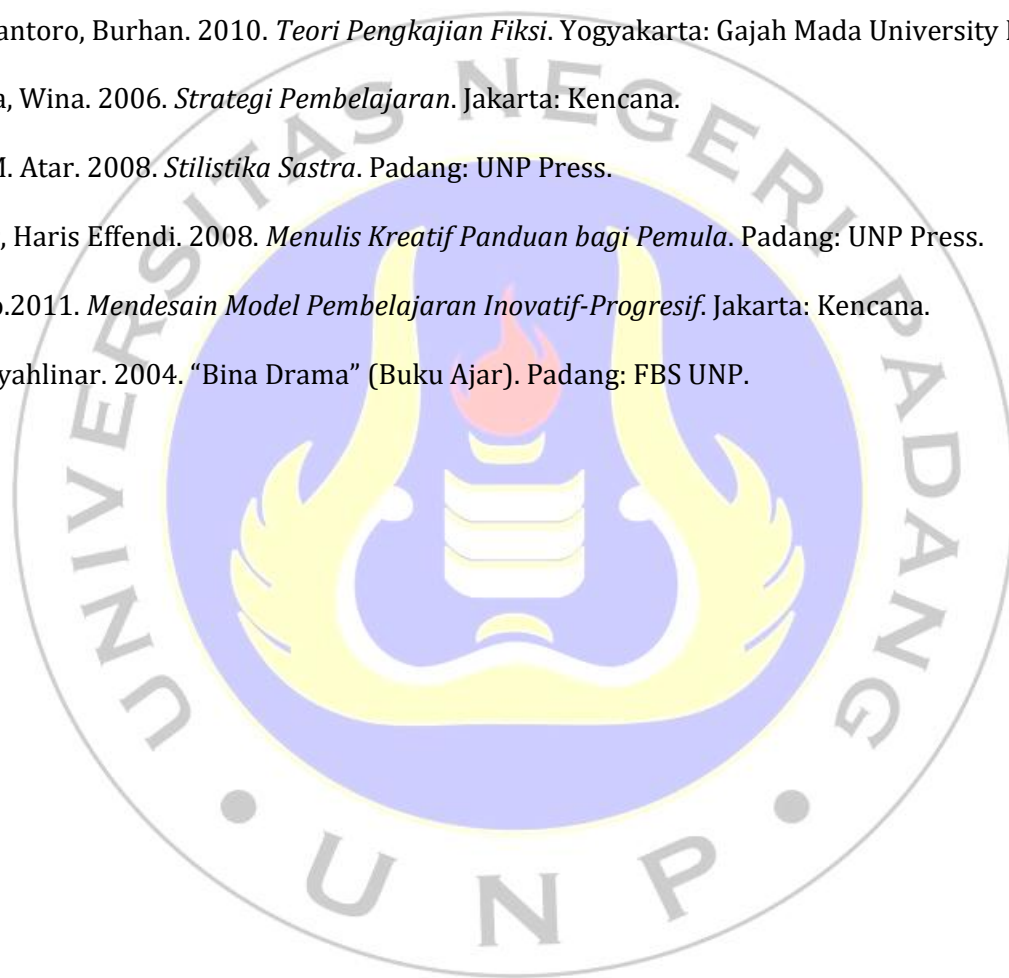 antoro, Burhan. 2010. Teori Pengkajian Fiksi. Yogyakarta: Gajah Mada University
a, Wina. 2006. Strategi Pembelajaran. Jakarta: Kencana.
M. Atar. 2008. Stilistika Sastra. Padang: UNP Press.
, Haris Effendi. 2008. Menulis Kreatif Panduan bagi Pemula. Padang: UNP Press.
o.2011. Mendesain Model Pembelajaran Inovatif-Progresif. Jakarta: Kencana.
yahlinar. 2004. “Bina Drama” (Buku Ajar). Padang: FBS UNP.
UNIVERSITAS NEGERI PADANG
UNP